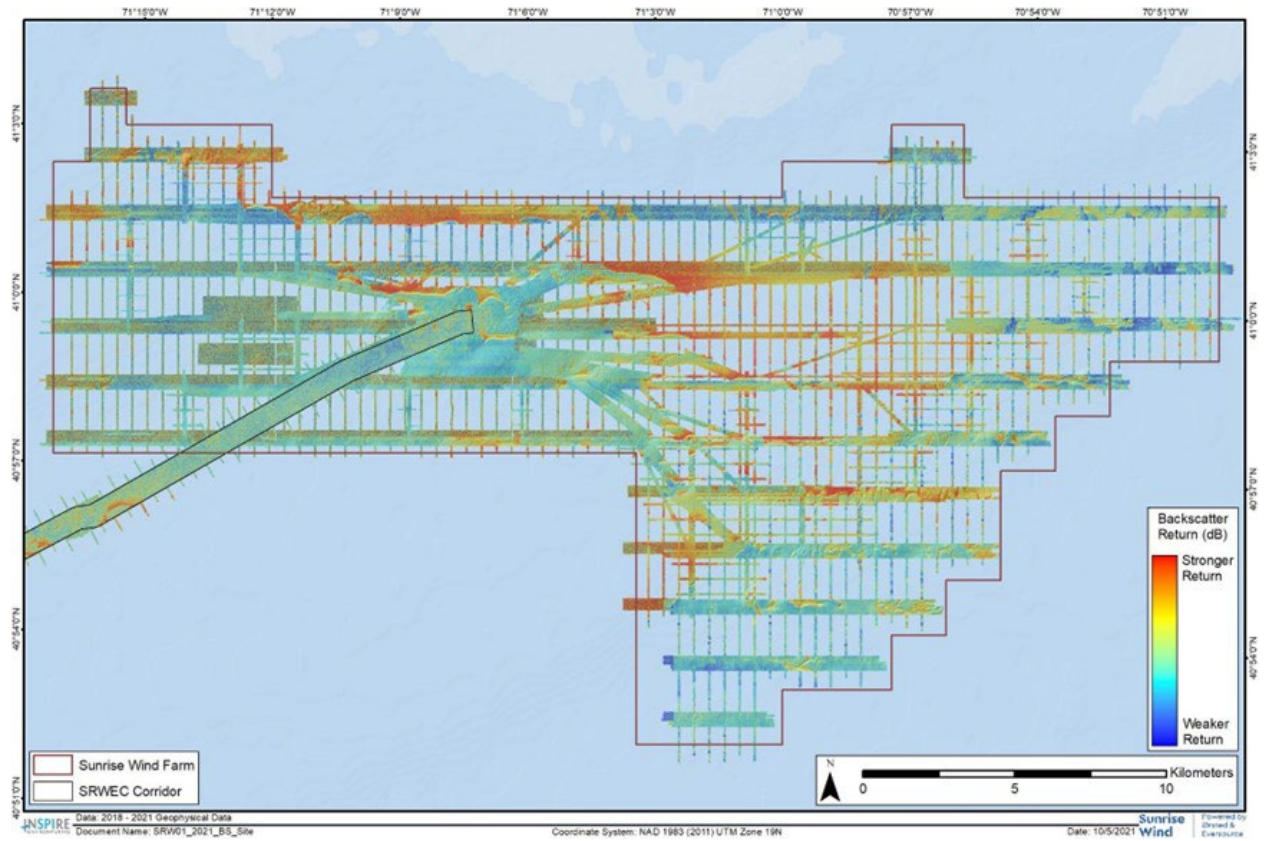 71°15'0"W 71°12'0"W 71°9'0"W 71°6'0"W 71°3'0"W 71°0'0"W 70°57'0"W 70°54'0"W 70°51'0"W
41°3'0"N
41°3'0"N
41°0'0"N
41°0'0"N
40°57'0"N
40°57'0"N
40°54'0"N
40°54'0"N
40°51'0"N
Backscatter
Return (dB)
Stronger
Return
Weaker
Return
Sunrise Wind Farm
SRWEC Corridor
N
Kilometers
0 5 10
INSPIRE
Data: 2018 - 2021 Geophysical Data
Document Name: SRW01_2021_BS_Site
Coordinate System: NAD 1983 (2011) UTM Zone 19N
Date: 10/5/2021
Sunrise
Wind
Powered by
Ørsted &
Eversource